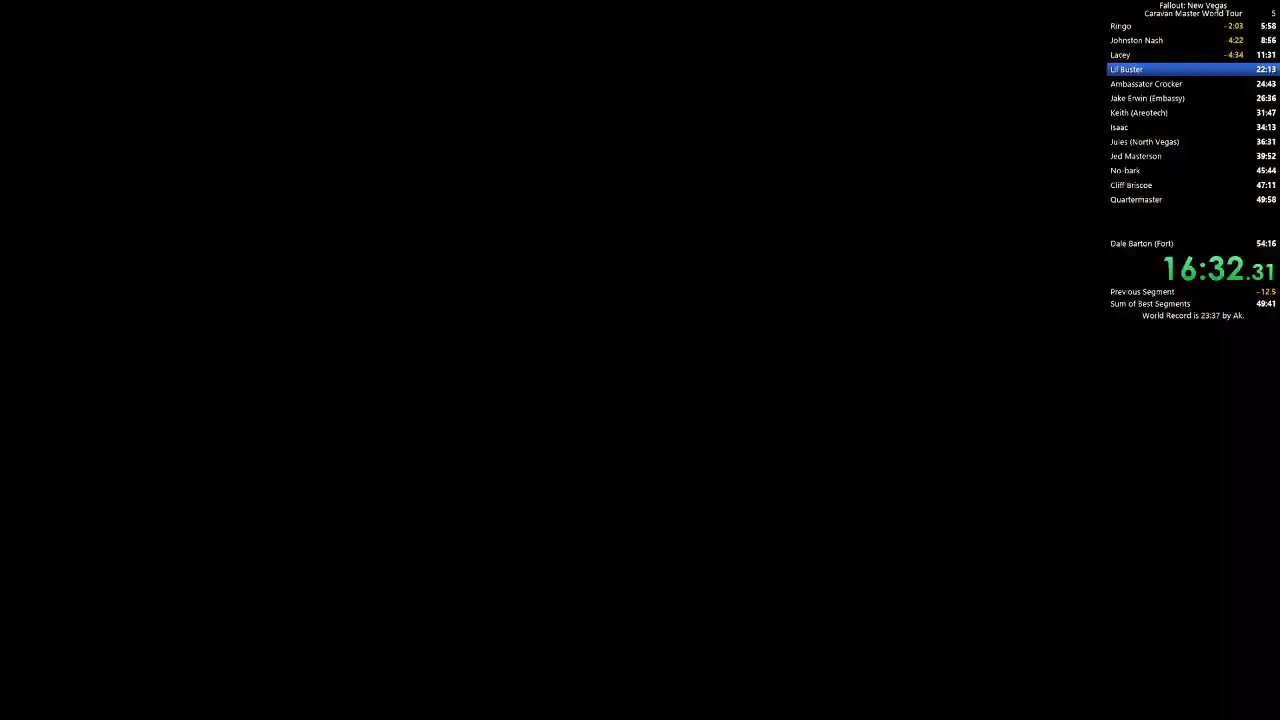 Fallout: New Vegas
Caravan Master World Tour 5
Ringo -2:03 5:58
Johnston Nash -4:22 8:56
Lacey -4:34 11:31
Lil Buster 22:13
Ambassador Crocker 24:43
Jake Erwin (Embassy) 26:36
Keith (Areotech) 31:47
Isaac 34:13
Jules (North Vegas) 36:31
Jed Masterson 39:52
No-bark 45:44
Cliff Briscoe 47:11
Quartermaster 49:58
Dale Barton (Fort) 54:16
16:32.31
Previous Segment -12.5
Sum of Best Segments 49:41
World Record is 23:37 by Ak.